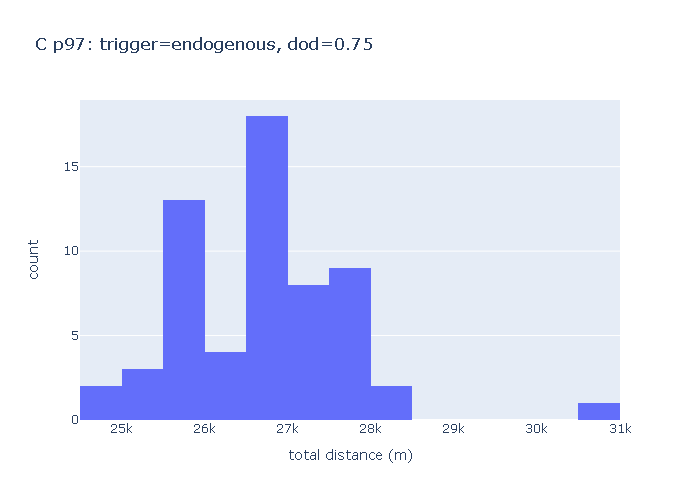 C p97: trigger=endogenous, dod=0.75
15
10
5
0
count
25k 26k 27k 28k 29k 30k 31k
total distance (m)